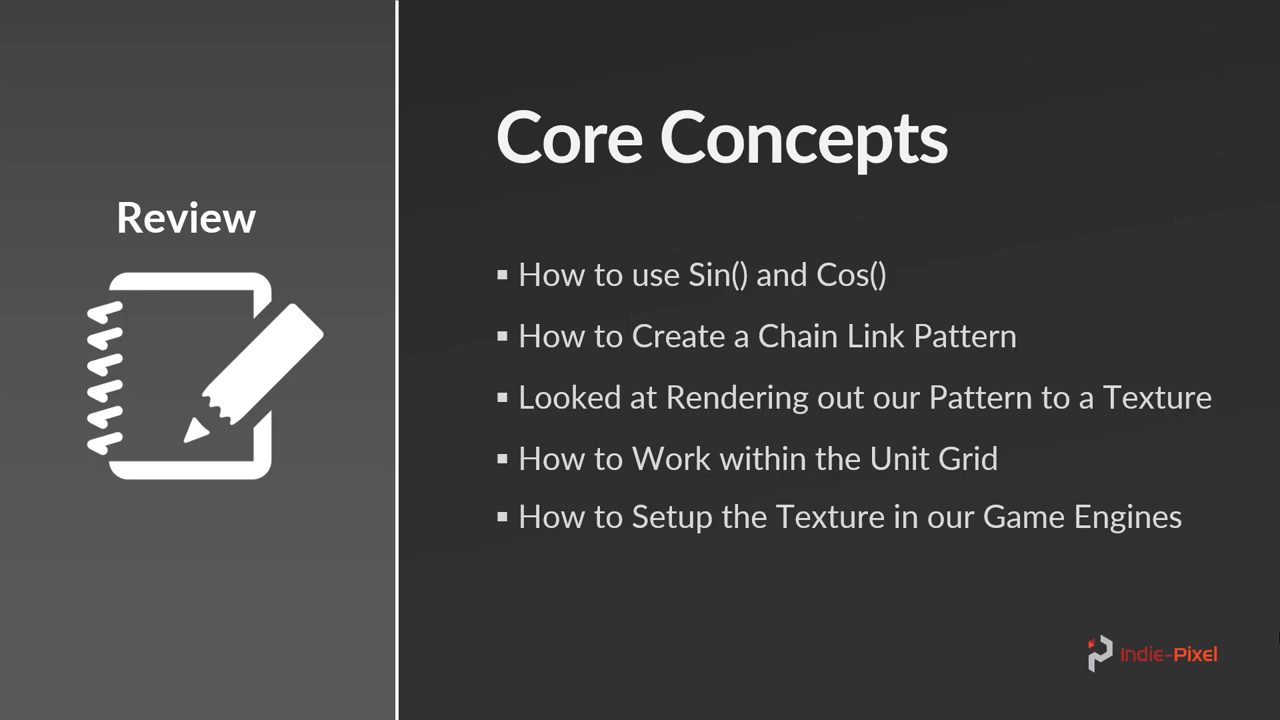 Review
Core Concepts
▪ How to use Sin() and Cos()
▪ How to Create a Chain Link Pattern
▪ Looked at Rendering out our Pattern to a Texture
▪ How to Work within the Unit Grid
▪ How to Setup the Texture in our Game Engines
Indie-Pixel